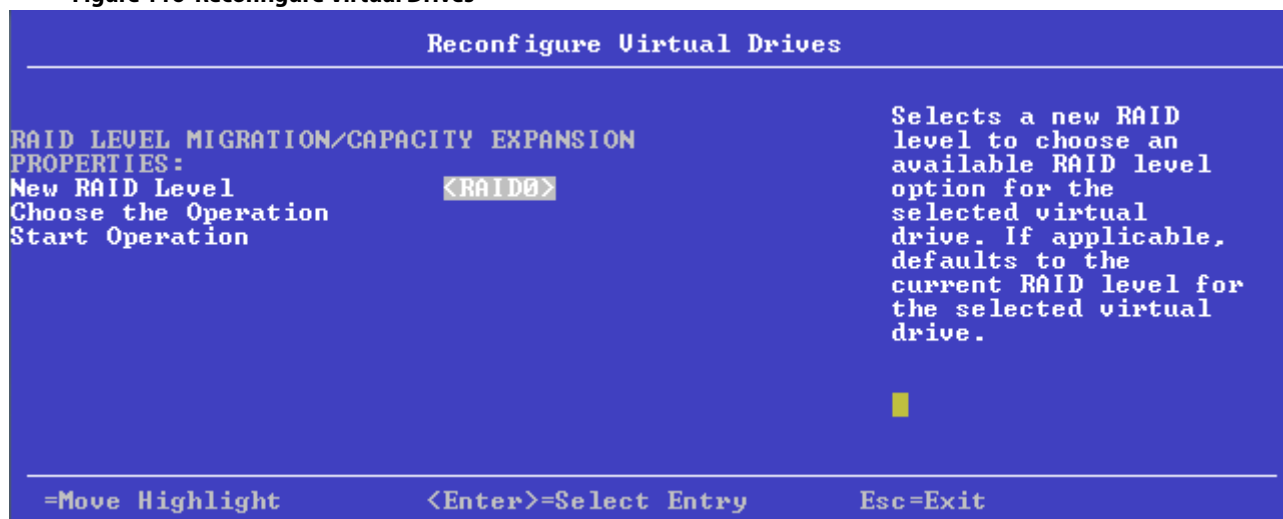 Reconfigure Virtual Drives
RAID LEVEL MIGRATION/CAPACITY EXPANSION
PROPERTIES:
New RAID Level <RAID0>
Choose the Operation
Start Operation
Selects a new RAID
level to choose an
available RAID level
option for the
selected virtual
drive. If applicable,
defaults to the
current RAID level for
the selected virtual
drive.
=Move Highlight <Enter>=Select Entry Esc=Exit